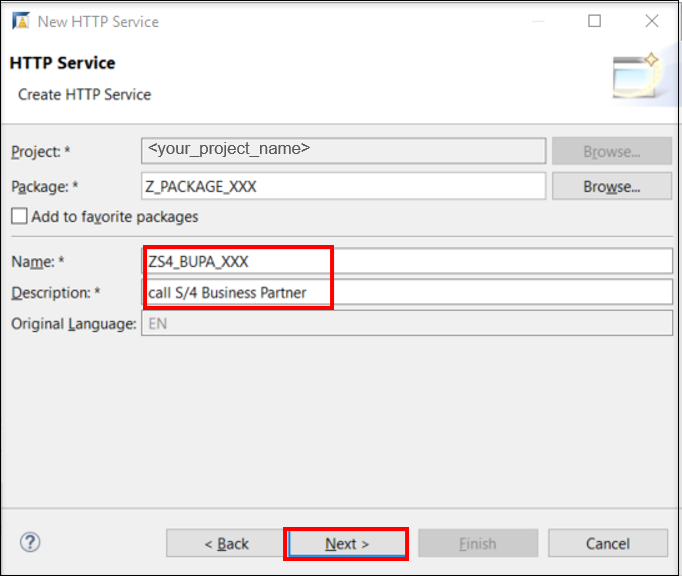 New HTTP Service
HTTP Service
Create HTTP Service
Project: * <your_project_name> Browse...
Package: * Z_PACKAGE_XXX Browse...
Add to favorite packages
Name: * ZS4_BUPA_XXX
Description: * call S/4 Business Partner
Original Language: EN
? < Back Next > Finish Cancel